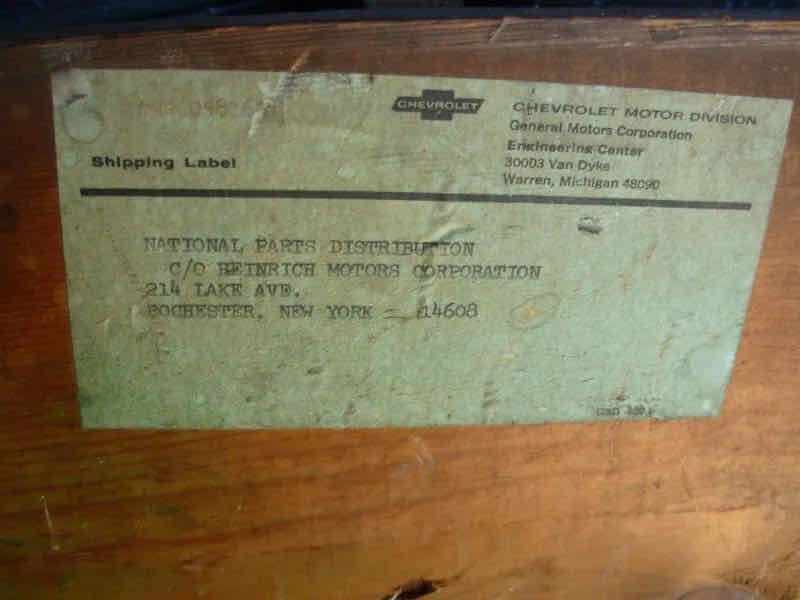 CHEVROLET
CHEVROLET MOTOR DIVISION
General Motors Corporation
Engineering Center
30003 Van Dyke
Warren, Michigan 48090
Shipping Label
NATIONAL PARTS DISTRIBUTION
C/O HEINRICH MOTORS CORPORATION
214 LAKE AVE.
ROCHESTER, NEW YORK - 14608